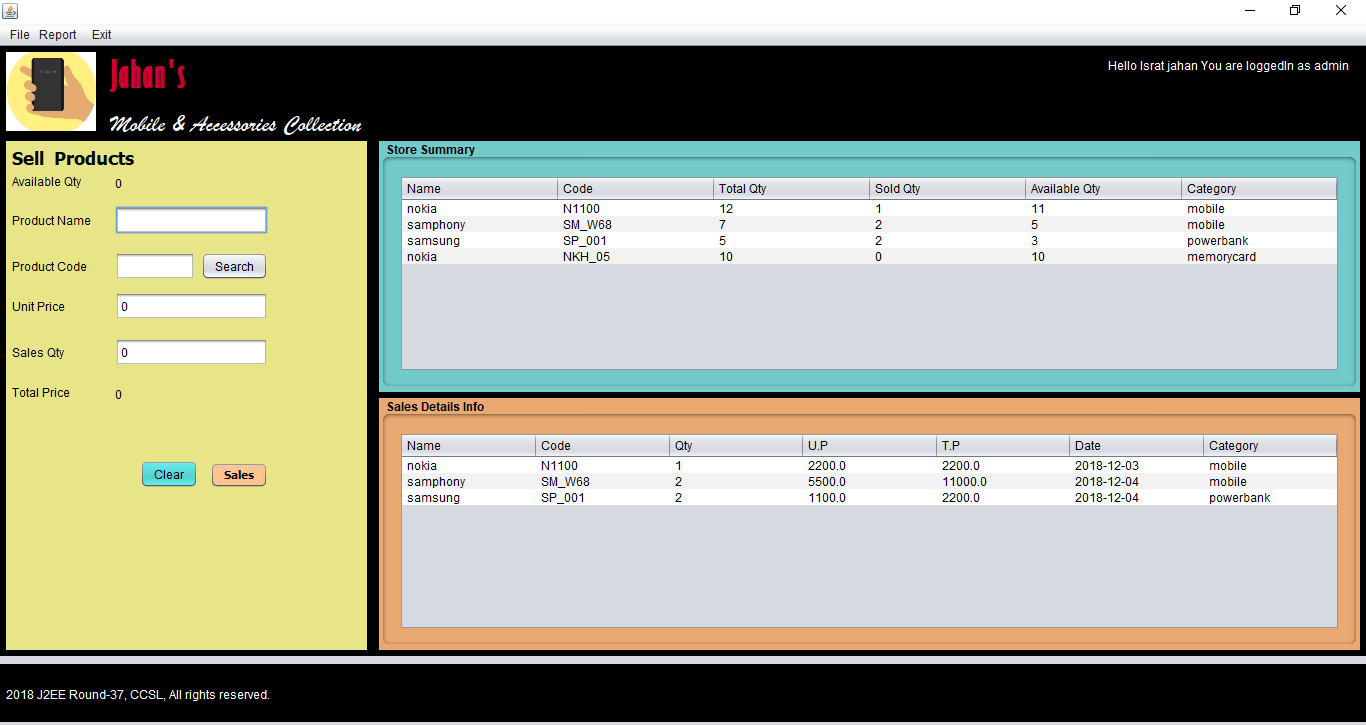 File Report Exit
Jahan's
Hello Israt jahan You are loggedIn as admin
Mobile & Accessories Collection
Sell Products
Available Qty 0
Product Name
Product Code Search
Unit Price 0
Sales Qty 0
Total Price 0
Clear Sales
Store Summary
Name Code Total Qty Sold Qty Available Qty Category
nokia N1100 12 1 11 mobile
samphony SM_W68 7 2 5 mobile
samsung SP_001 5 2 3 powerbank
nokia NKH_05 10 0 10 memorycard
Sales Details Info
Name Code Qty U.P T.P Date Category
nokia N1100 1 2200.0 2200.0 2018-12-03 mobile
samphony SM_W68 2 5500.0 11000.0 2018-12-04 mobile
samsung SP_001 2 1100.0 2200.0 2018-12-04 powerbank
2018 J2EE Round-37, CCSL, All rights reserved.